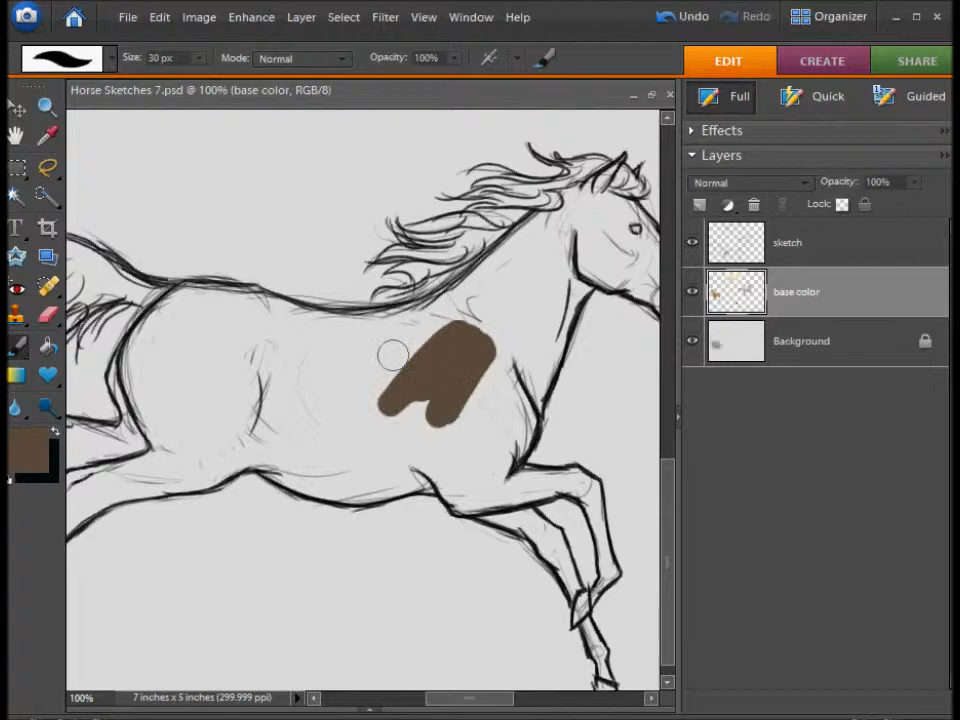 File Edit Image Enhance Layer Select Filter View Window Help Undo Redo Organizer
Size: 30 px Mode: Normal Opacity: 100% EDIT CREATE SHARE
Horse Sketches 7.psd @ 100% (base color, RGB/8)
Full Quick Guided
Effects
Layers
Normal Opacity: 100%
Lock:
sketch
base color
Background
100% 7 inches x 5 inches (299.999 ppi)